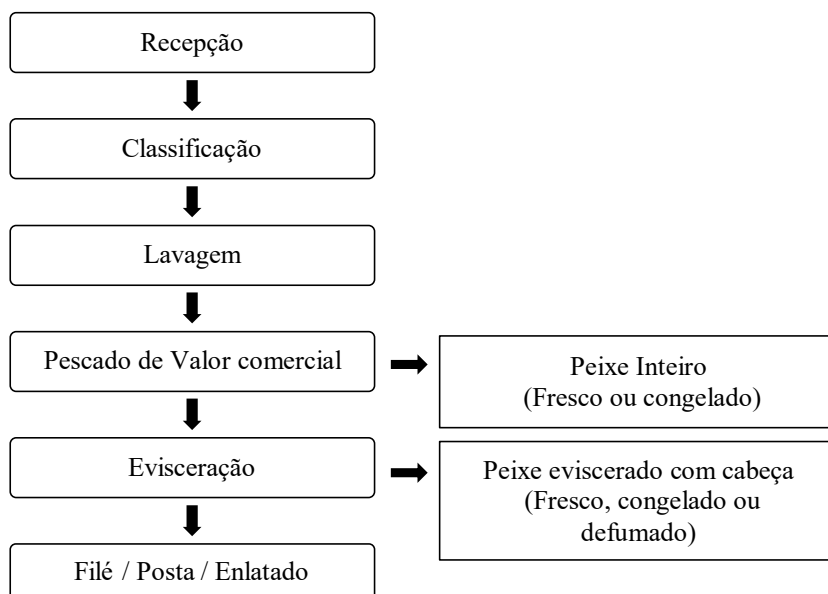 Recepção
Classificação
Lavagem
Pescado de Valor comercial
Peixe Inteiro
(Fresco ou congelado)
Evisceração
Peixe eviscerado com cabeça
(Fresco, congelado ou
defumado)
Filé / Posta / Enlatado